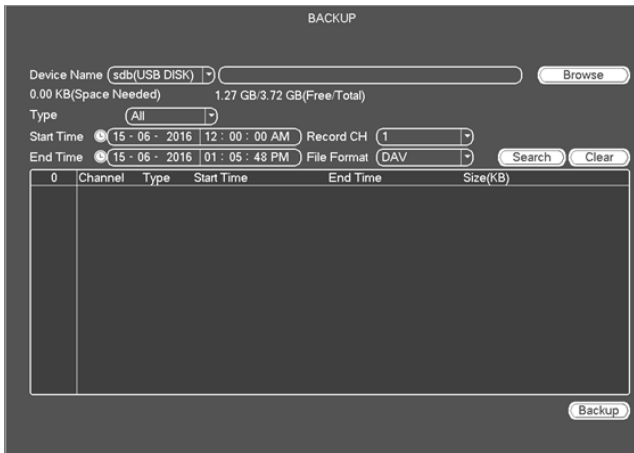 BACKUP
Device Name sdb(USB DISK) Browse
0.00 KB(Space Needed) 1.27 GB/3.72 GB(Free/Total)
Type All
Start Time 15 - 06 - 2016 12 : 00 : 00 AM Record CH 1
End Time 15 - 06 - 2016 01 : 05 : 48 PM File Format DAV Search Clear
0 Channel Type Start Time End Time Size(KB)
Backup